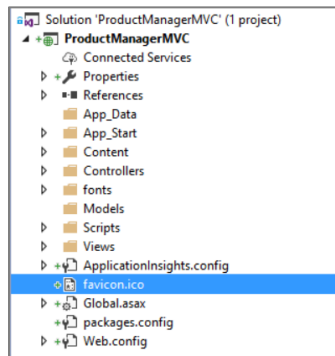 Solution 'ProductManagerMVC' (1 project)
ProductManagerMVC
Connected Services
Properties
References
App_Data
App_Start
Content
Controllers
fonts
Models
Scripts
Views
ApplicationInsights.config
favicon.ico
Global.asax
packages.config
Web.config